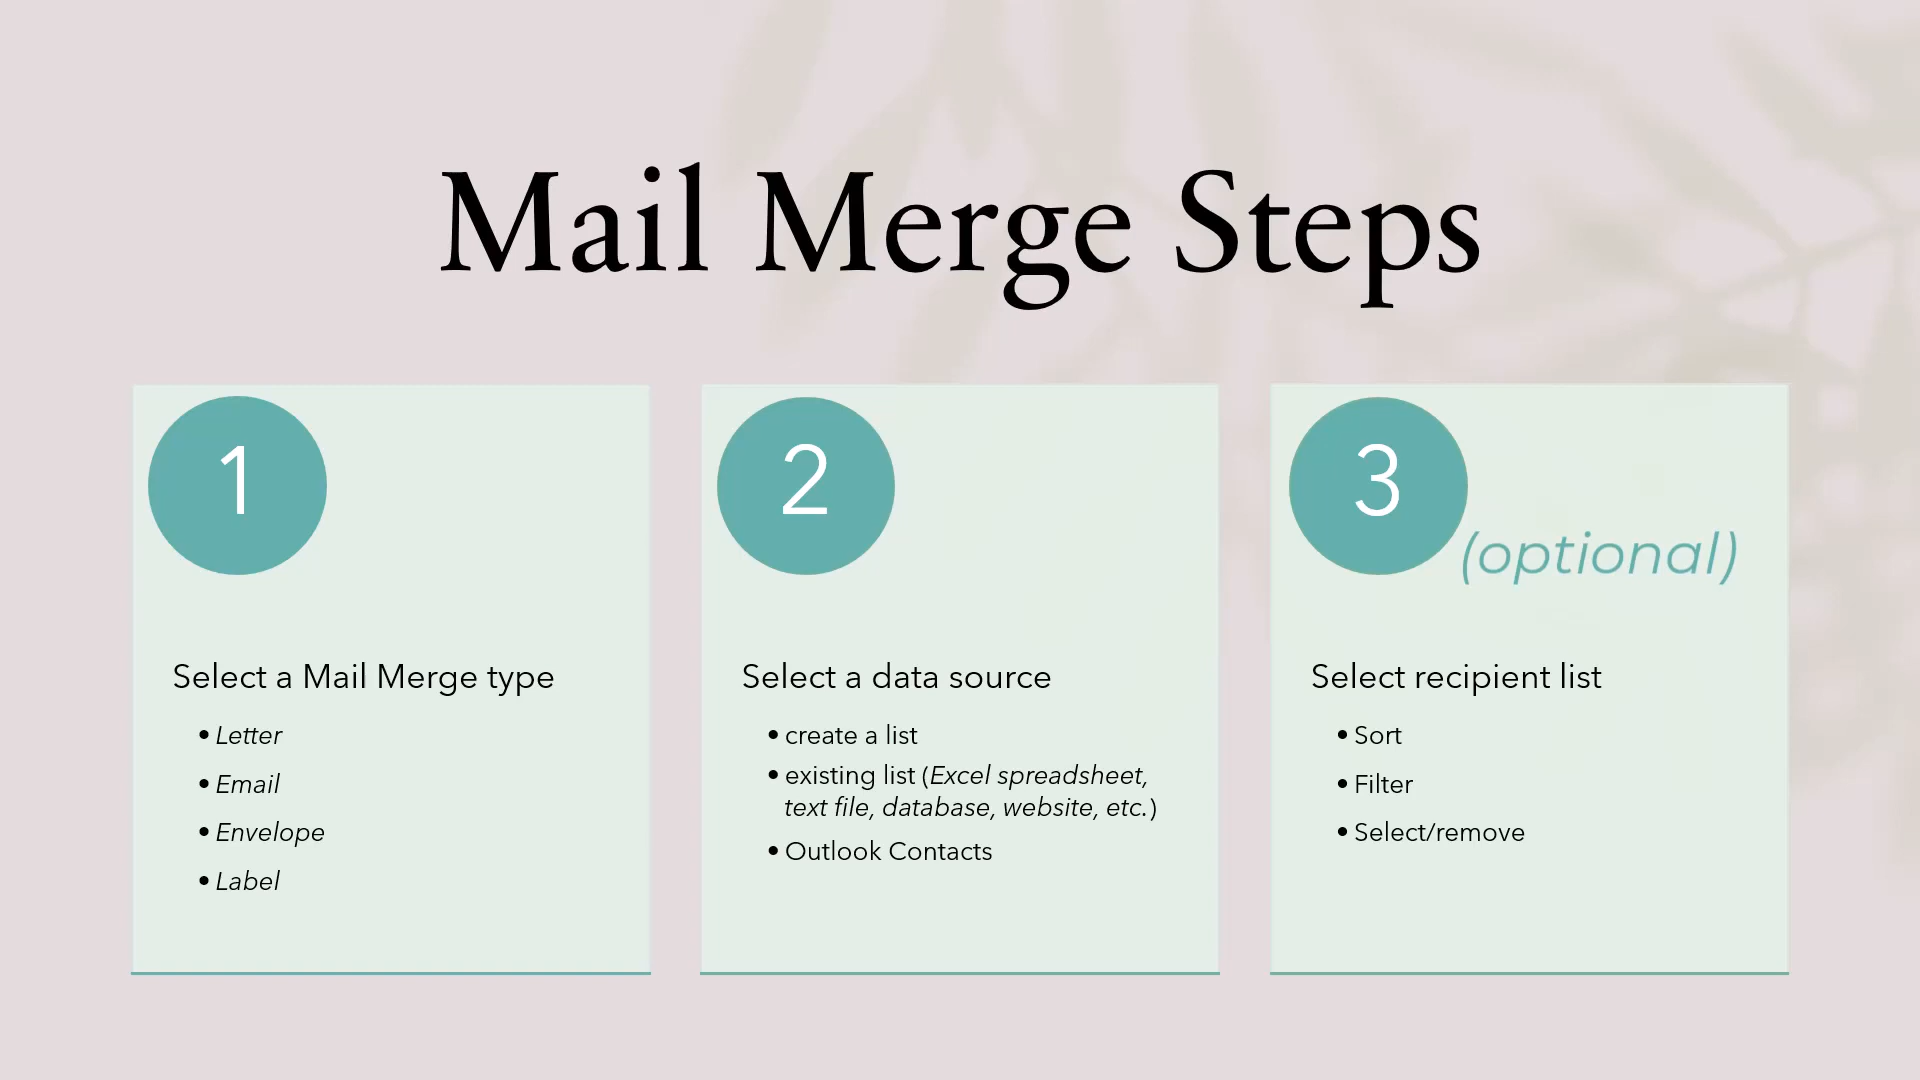 Mail Merge Steps
1
Select a Mail Merge type
• Letter
• Email
• Envelope
• Label
2
Select a data source
• create a list
• existing list (Excel spreadsheet,
text file, database, website, etc.)
• Outlook Contacts
3
(optional)
Select recipient list
• Sort
• Filter
• Select/remove